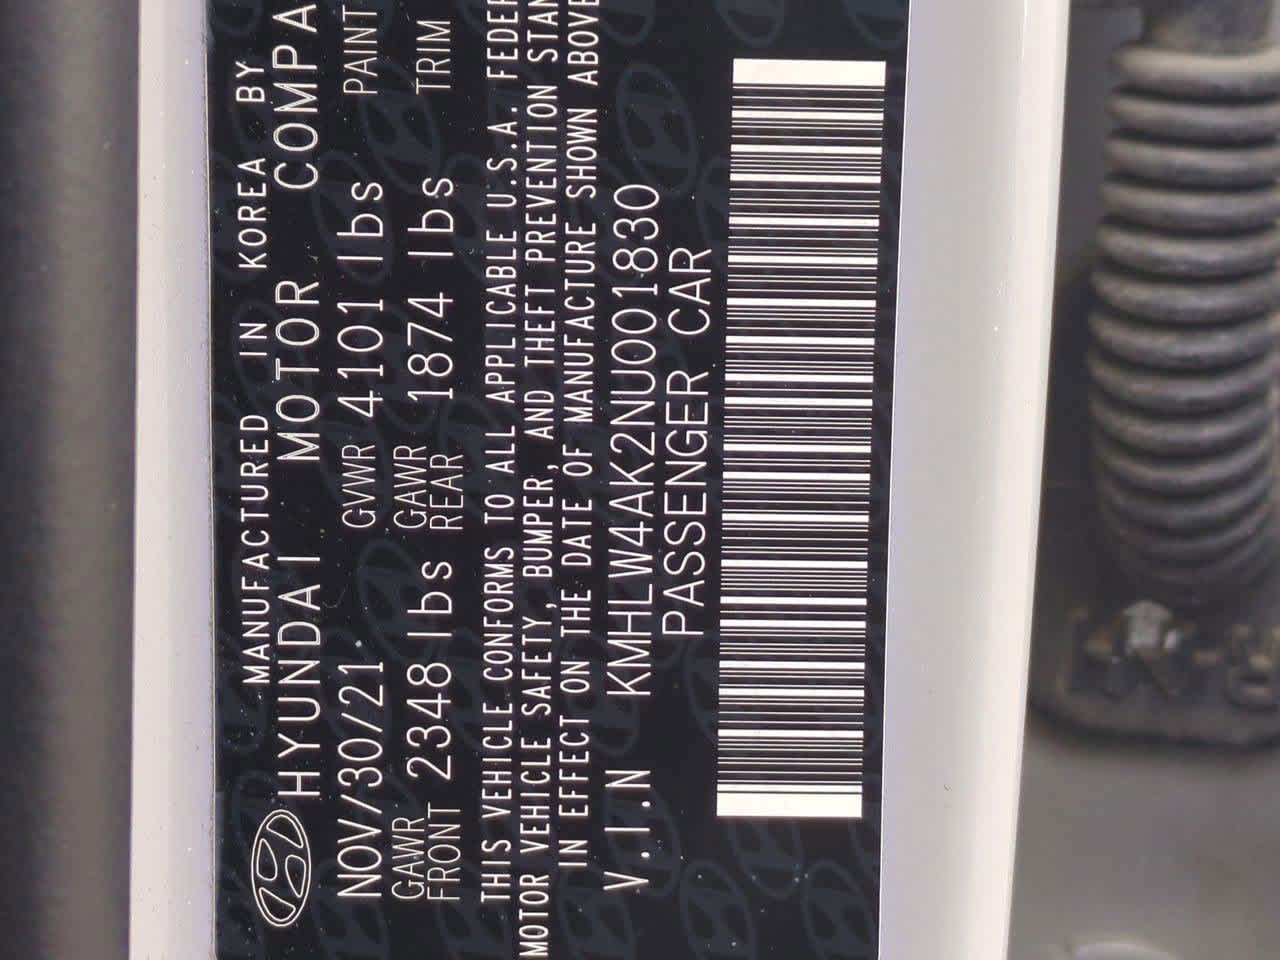 MANUFACTURED IN KOREA BY
HYUNDAI MOTOR COMPA
NOV/30/21 GVWR 4101 lbs PAINT
GAWR FRONT 2348 lbs GAWR REAR 1874 lbs TRIM
THIS VEHICLE CONFORMS TO ALL APPLICABLE U.S.A. FEDER
MOTOR VEHICLE SAFETY, BUMPER, AND THEFT PREVENTION STAN
IN EFFECT ON THE DATE OF MANUFACTURE SHOWN ABOVE
V.I.N KMHLW4AK2NU001830
PASSENGER CAR